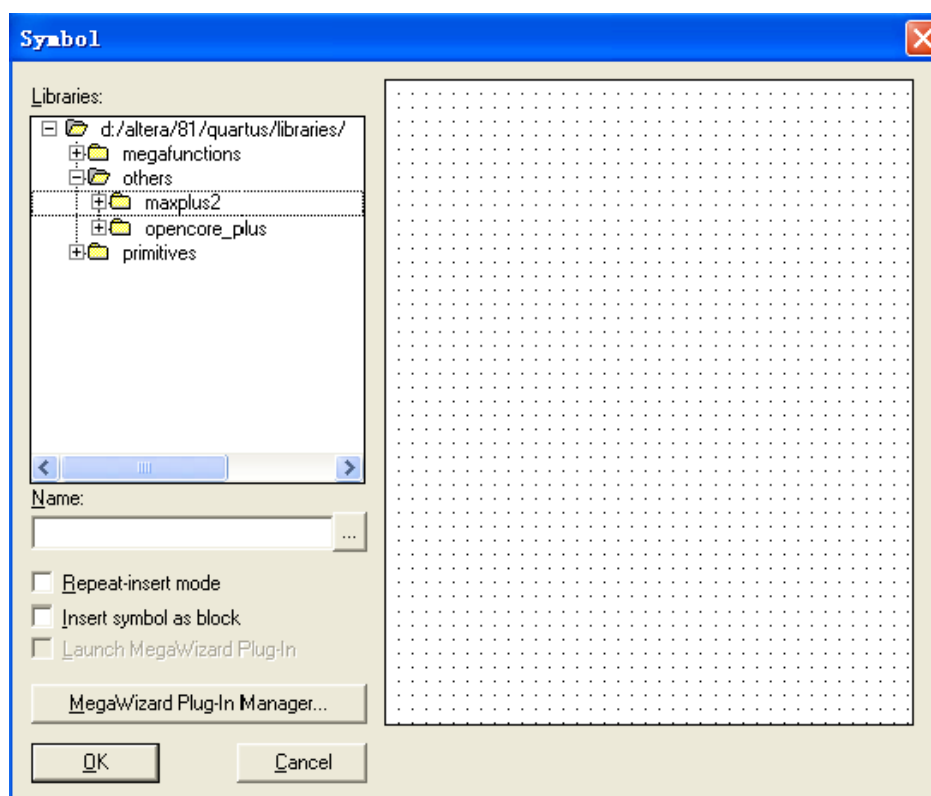 Symbol
Libraries:
d:/altera/81/quartus/libraries/
megafunctions
others
maxplus2
opencore_plus
primitives
Name:
...
Repeat-insert mode
Insert symbol as block
Launch MegaWizard Plug-In
MegaWizard Plug-In Manager...
OK Cancel